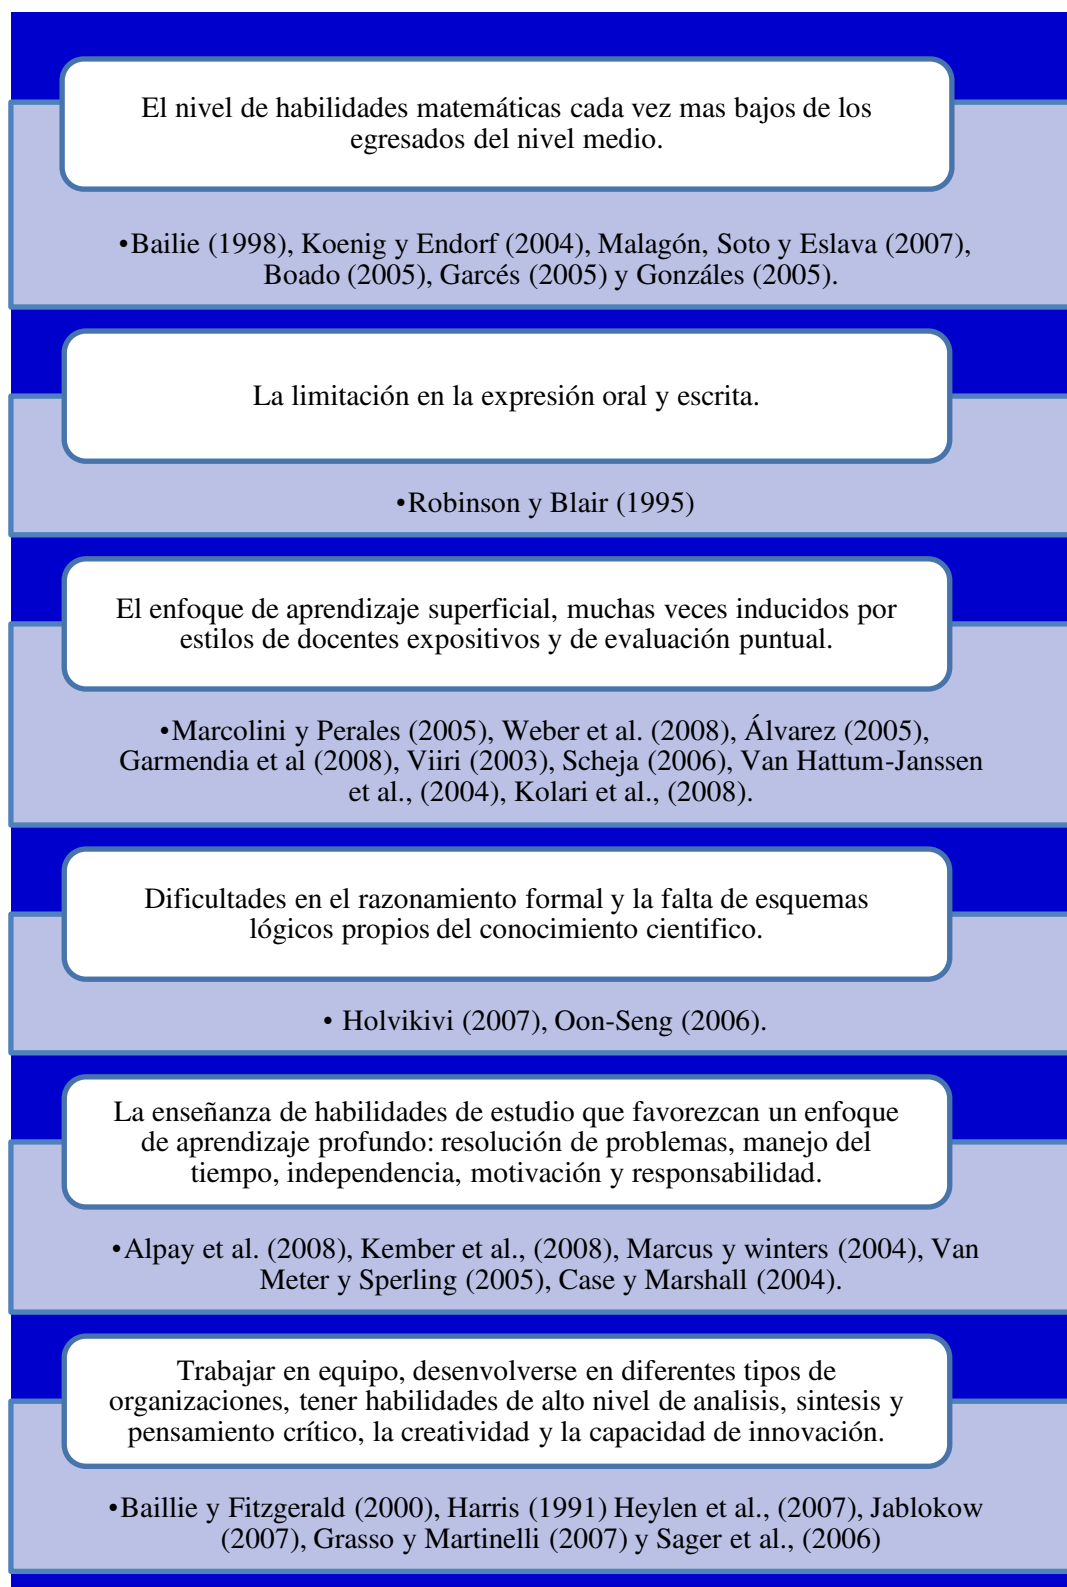 El nivel de habilidades matemáticas cada vez mas bajos de los
egresados del nivel medio.
•Bailie (1998), Koenig y Endorf (2004), Malagón, Soto y Eslava (2007),
Boado (2005), Garcés (2005) y Gonzáles (2005).
La limitación en la expresión oral y escrita.
•Robinson y Blair (1995)
El enfoque de aprendizaje superficial, muchas veces inducidos por
estilos de docentes expositivos y de evaluación puntual.
•Marcolini y Perales (2005), Weber et al. (2008), Álvarez (2005),
Garmendia et al (2008), Viiri (2003), Scheja (2006), Van Hattum-Janssen
et al., (2004), Kolari et al., (2008).
Dificultades en el razonamiento formal y la falta de esquemas
lógicos propios del conocimiento cientifico.
• Holvikivi (2007), Oon-Seng (2006).
La enseñanza de habilidades de estudio que favorezcan un enfoque
de aprendizaje profundo: resolución de problemas, manejo del
tiempo, independencia, motivación y responsabilidad.
•Alpay et al. (2008), Kember et al., (2008), Marcus y winters (2004), Van
Meter y Sperling (2005), Case y Marshall (2004).
Trabajar en equipo, desenvolverse en diferentes tipos de
organizaciones, tener habilidades de alto nivel de analisis, sintesis y
pensamiento crítico, la creatividad y la capacidad de innovación.
•Baillie y Fitzgerald (2000), Harris (1991) Heylen et al., (2007), Jablokow
(2007), Grasso y Martinelli (2007) y Sager et al., (2006)